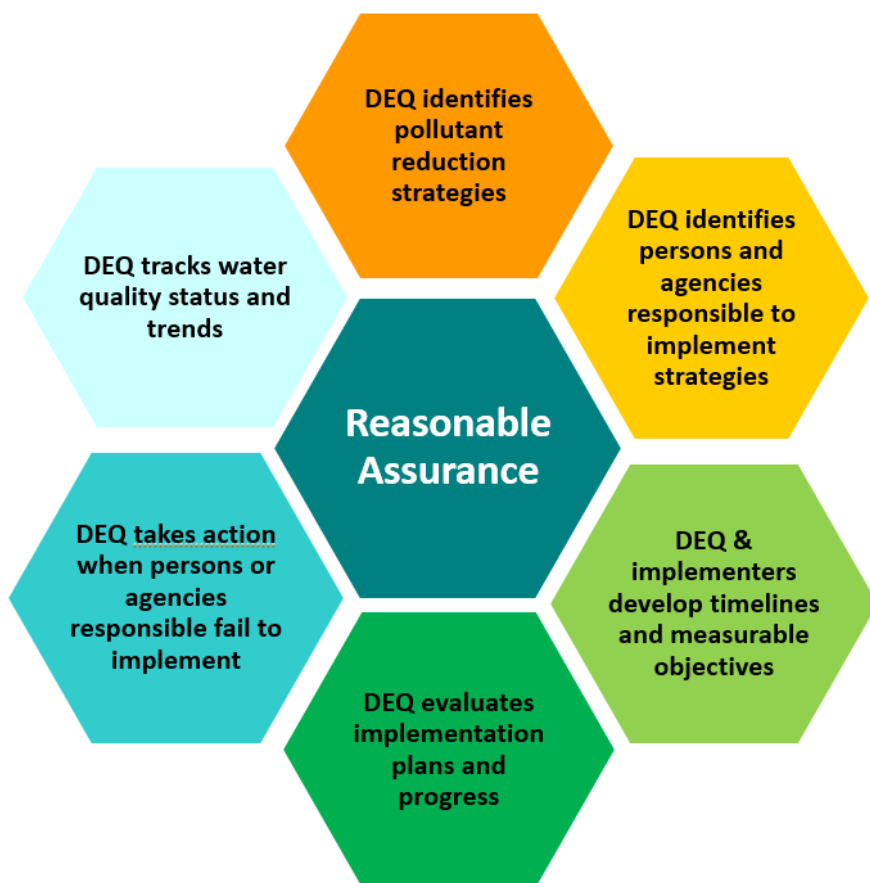 DEQ identifies
pollutant
reduction
strategies
DEQ identifies
persons and
agencies
responsible to
implement
strategies
DEQ &
implementers
develop timelines
and measurable
objectives
DEQ evaluates
implementation
plans and
progress
DEQ takes action
when persons or
agencies
responsible fail to
implement
DEQ tracks water
quality status and
trends
Reasonable
Assurance